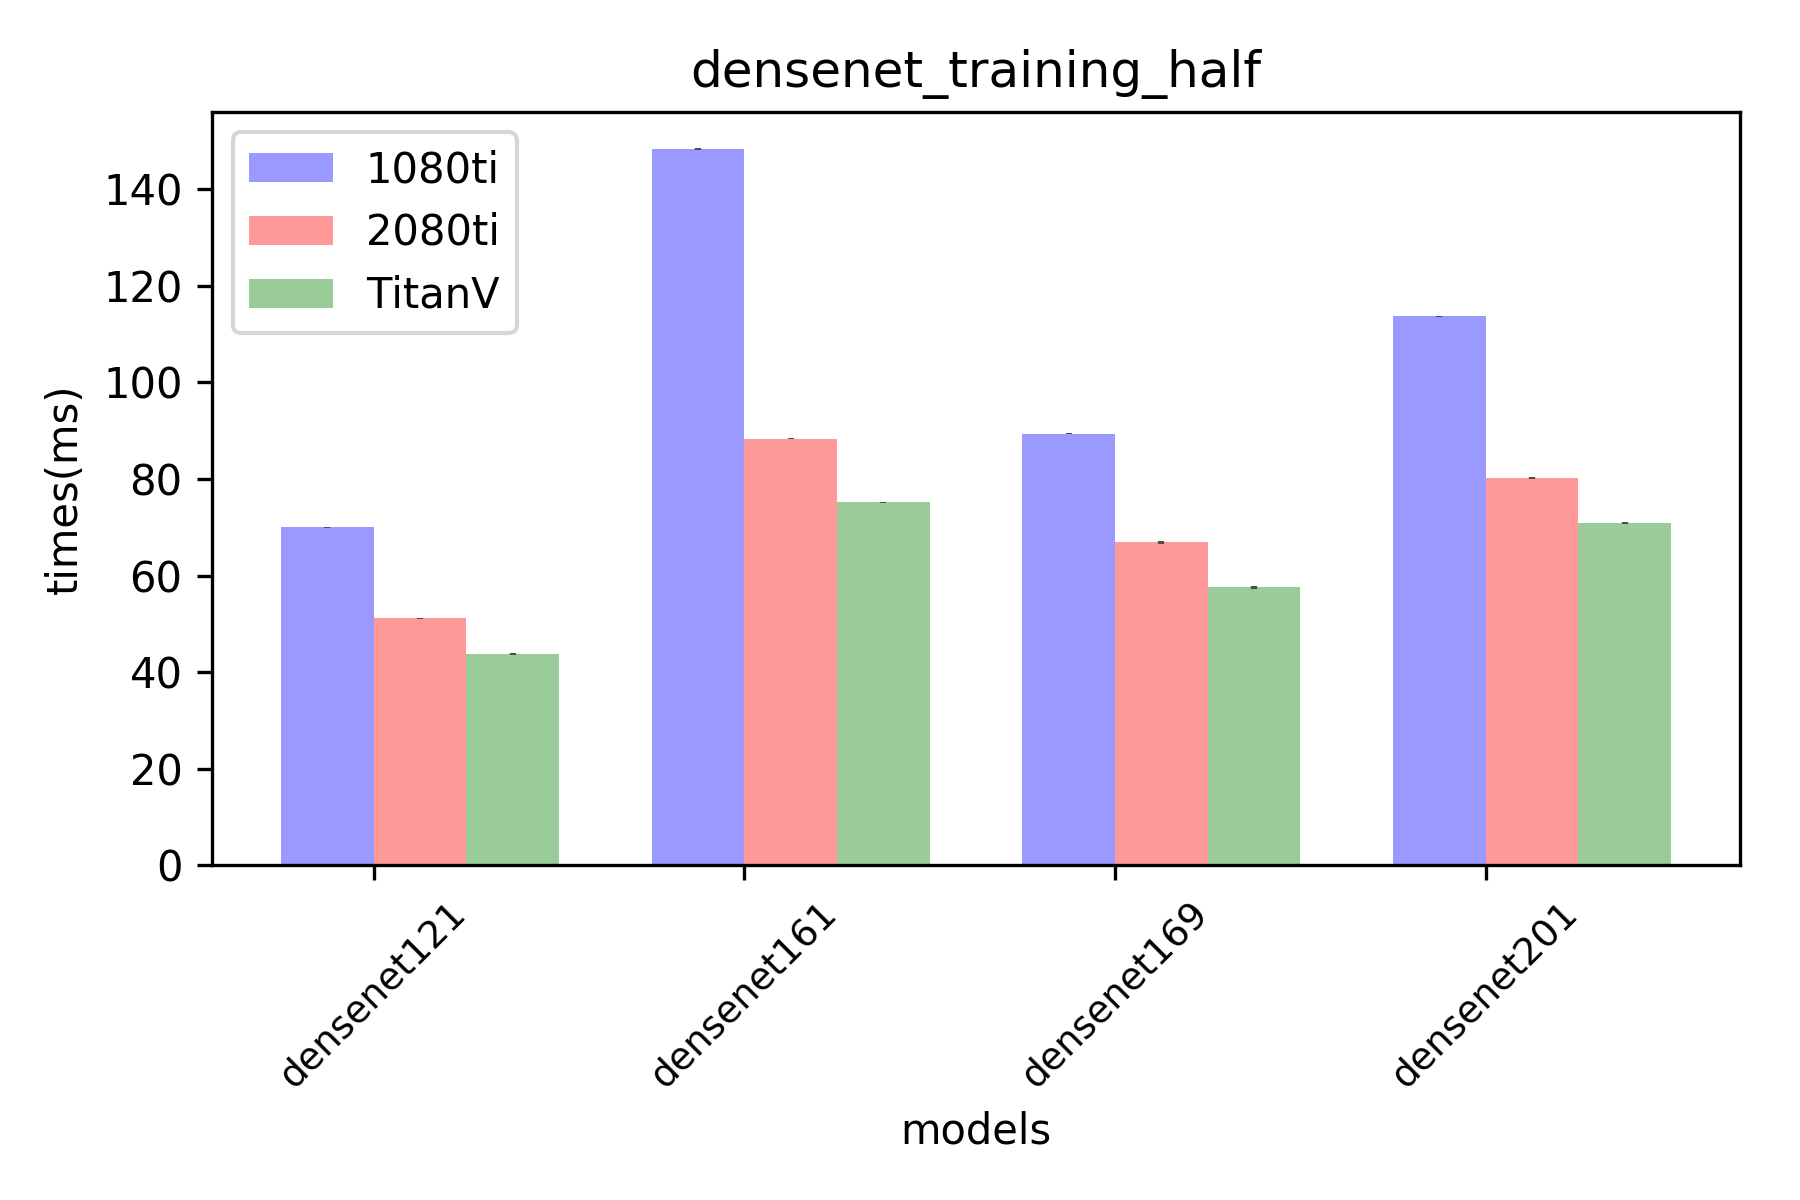 densenet_training_half
1080ti
2080ti
TitanV
times(ms)
140
120
100
80
60
40
20
0
densenet121
densenet161
densenet169
densenet201
models